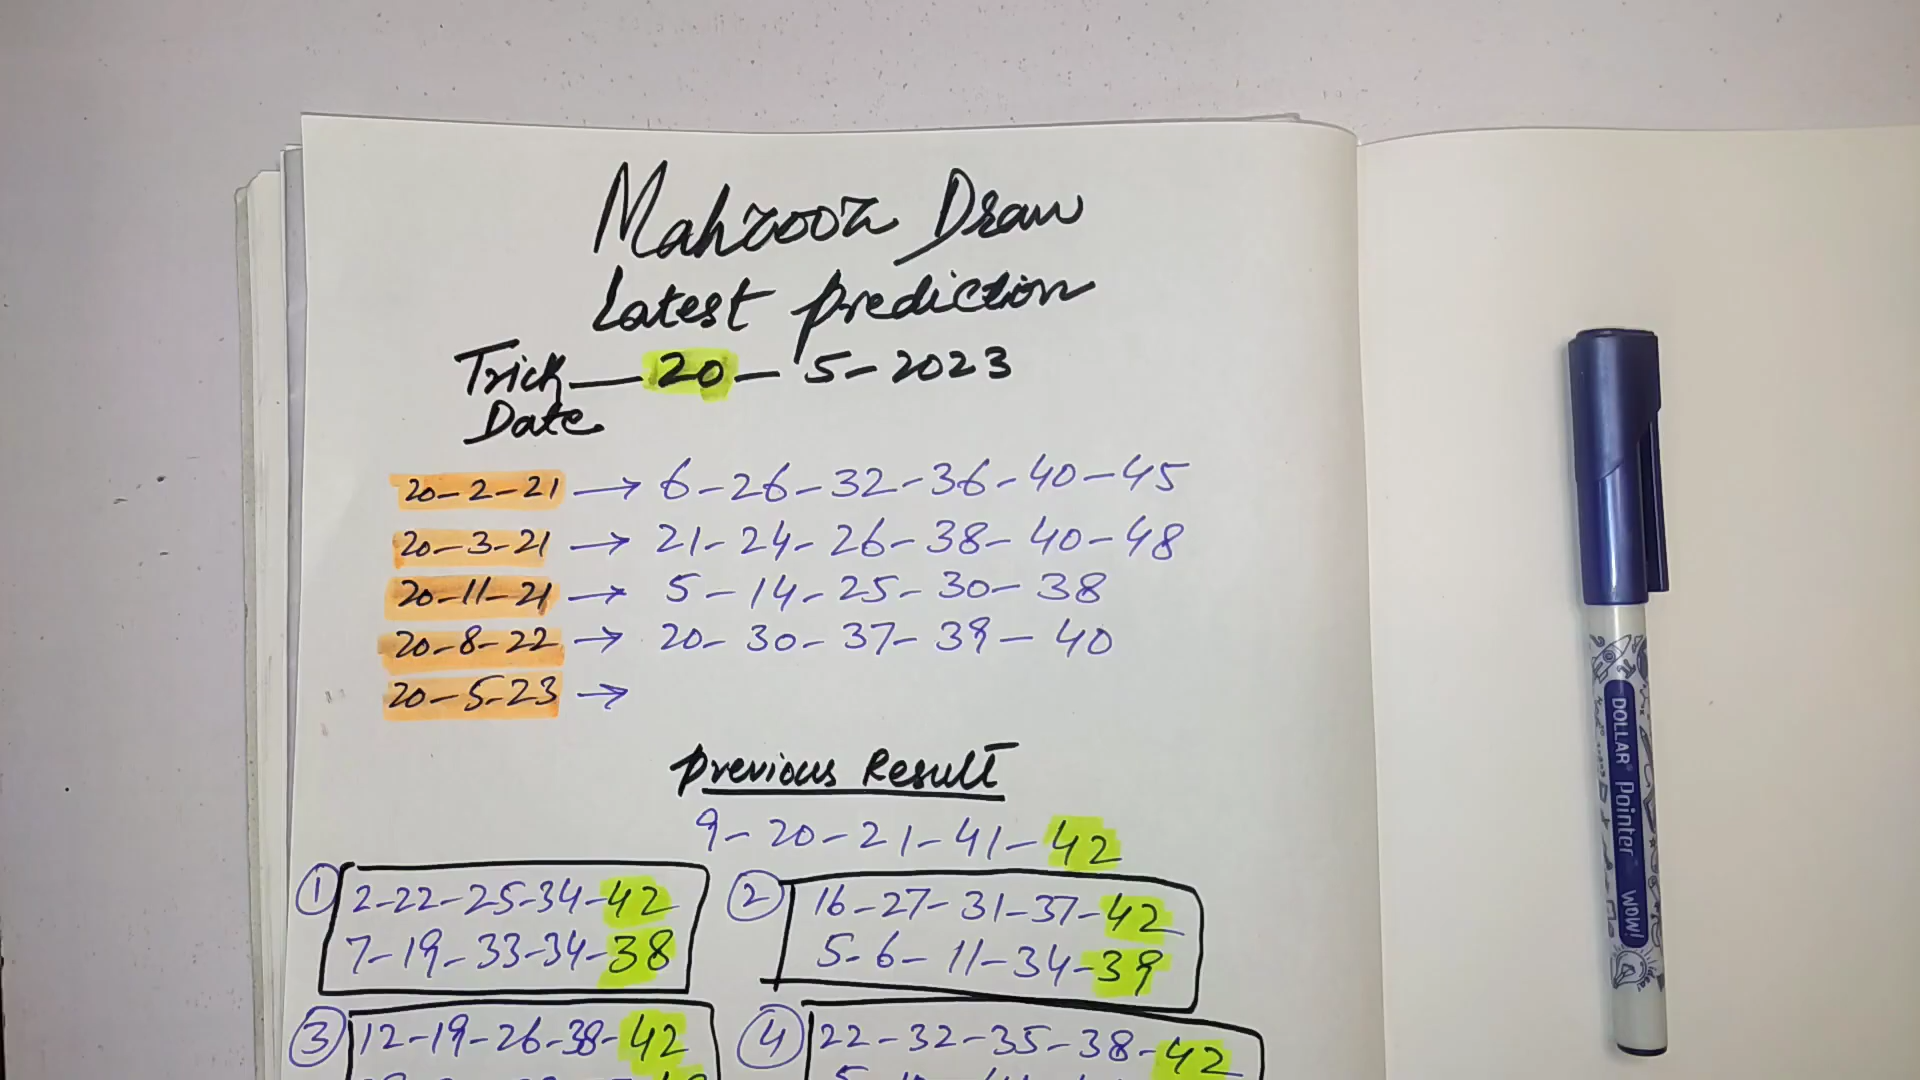 Mahzooz Draw
Latest prediction
Trick — 20 - 5 - 2023
Date
20-2-21 → 6-26-32-36-40-45
20-3-21 → 21-24-26-38-40-48
20-11-21 → 5-14-25-30-38
20-8-22 → 20-30-37-39-40
20-5-23 →
Previous Result
9-20-21-41-42
1 2-22-25-34-42
7-19-33-34-38
2 16-27-31-37-42
5-6-11-34-39
3 12-19-26-38-42
4 22-32-35-38-42
DOLLAR® Pointer WOW!